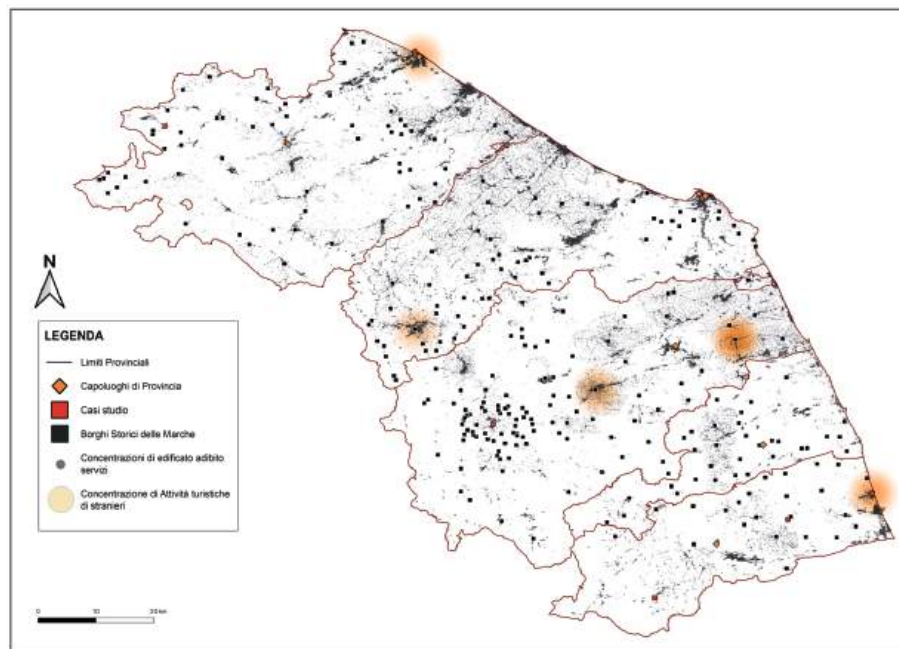 N
LEGENDA
Limiti Provinciali
Capoluoghi di Provincia
Casi studio
Borghi Storici delle Marche
Concentrazioni di edificato adibito
servizi
Concentrazione di Attività turistiche
di stranieri
0 10 20 km